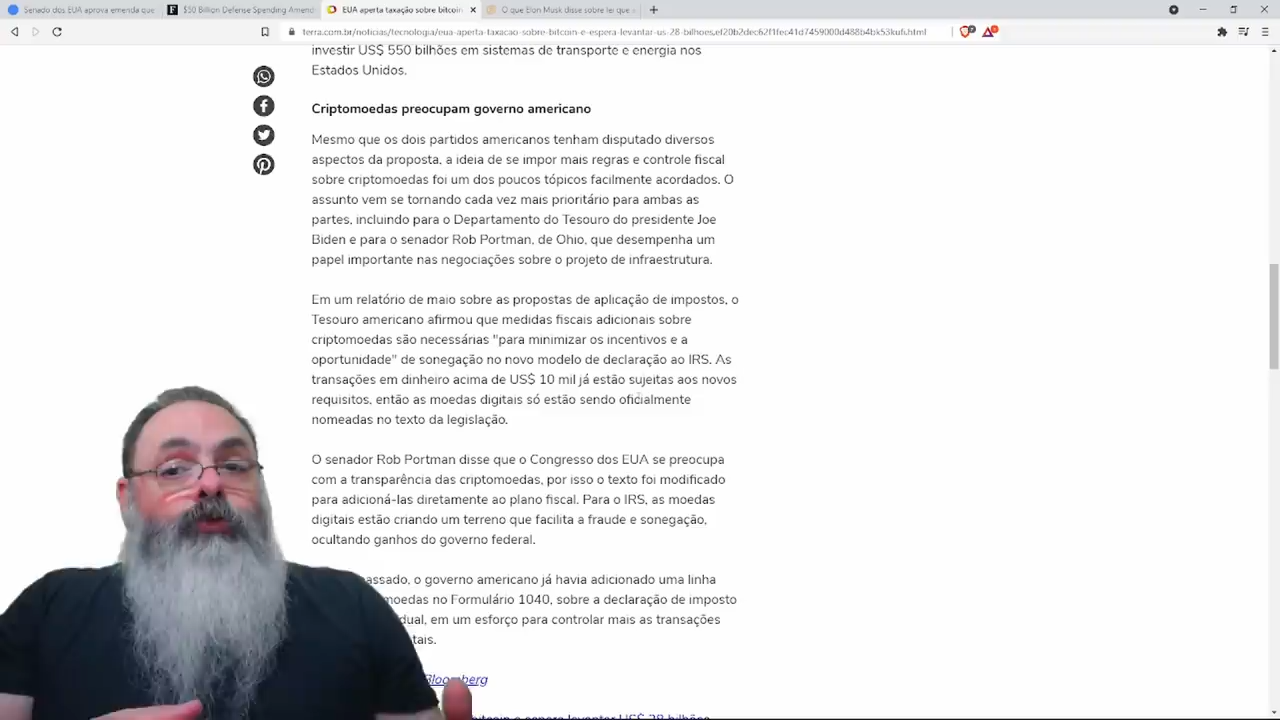 Senado dos EUA aprova emenda que
$50 Billion Defense Spending Amend
EUA aperta taxação sobre bitcoin
O que Elon Musk disse sobre lei que
terra.com.br/noticias/tecnologia/eua-aperta-taxacao-sobre-bitcoin-e-espera-levantar-us-28-bilhoes,ef20b2dec62f1fec41d7459000d488b4bk53kufi.html
investir US$ 550 bilhões em sistemas de transporte e energia nos
Estados Unidos.
Criptomoedas preocupam governo americano
Mesmo que os dois partidos americanos tenham disputado diversos
aspectos da proposta, a ideia de se impor mais regras e controle fiscal
sobre criptomoedas foi um dos poucos tópicos facilmente acordados. O
assunto vem se tornando cada vez mais prioritário para ambas as
partes, incluindo para o Departamento do Tesouro do presidente Joe
Biden e para o senador Rob Portman, de Ohio, que desempenha um
papel importante nas negociações sobre o projeto de infraestrutura.
Em um relatório de maio sobre as propostas de aplicação de impostos, o
Tesouro americano afirmou que medidas fiscais adicionais sobre
criptomoedas são necessárias "para minimizar os incentivos e a
oportunidade" de sonegação no novo modelo de declaração ao IRS. As
transações em dinheiro acima de US$ 10 mil já estão sujeitas aos novos
requisitos, então as moedas digitais só estão sendo oficialmente
nomeadas no texto da legislação.
O senador Rob Portman disse que o Congresso dos EUA se preocupa
com a transparência das criptomoedas, por isso o texto foi modificado
para adicioná-las diretamente ao plano fiscal. Para o IRS, as moedas
digitais estão criando um terreno que facilita a fraude e sonegação,
ocultando ganhos do governo federal.
passado, o governo americano já havia adicionado uma linha
moedas no Formulário 1040, sobre a declaração de imposto
dual, em um esforço para controlar mais as transações
tais.
Bloomberg
bitcoin e espera levantar US$ 28 bilhões